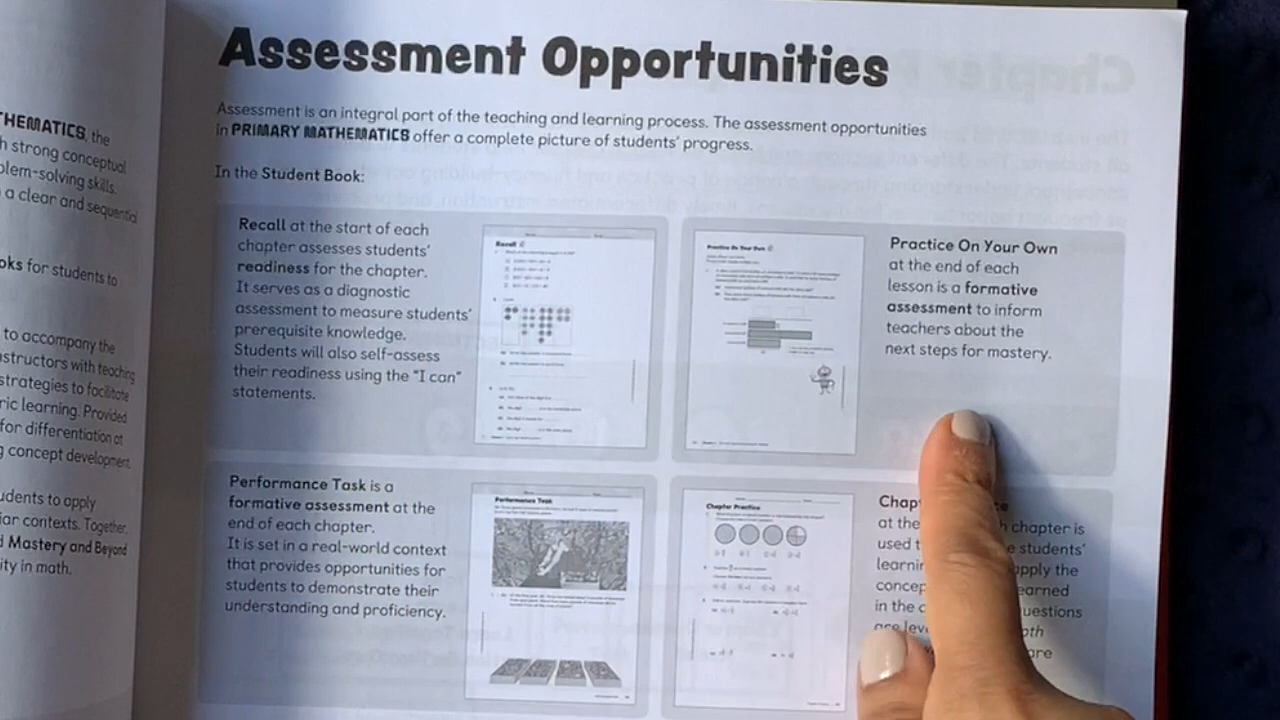 THEMATICS, the
h strong conceptual
blem-solving skills.
a clear and sequential
oks for students to
to accompany the
structors with teaching
strategies to facilitate
ric learning. Provided
for differentiation at
g concept development.
udents to apply
iar contexts. Together,
d Mastery and Beyond
ity in math.
Assessment Opportunities
Assessment is an integral part of the teaching and learning process. The assessment opportunities
in PRIMARY MATHEMATICS offer a complete picture of students' progress.
In the Student Book:
Recall at the start of each
chapter assesses students'
readiness for the chapter.
It serves as a diagnostic
assessment to measure students'
prerequisite knowledge.
Students will also self-assess
their readiness using the "I can"
statements.
Recall
Practice On Your Own
Practice On Your Own
at the end of each
lesson is a formative
assessment to inform
teachers about the
next steps for mastery.
Performance Task is a
formative assessment at the
end of each chapter.
It is set in a real-world context
that provides opportunities for
students to demonstrate their
understanding and proficiency.
Performance Task
Chapter Practice
Chap
at the h chapter is
used t e students'
learnin pply the
concep earned
in the c uestions
are lev oth
are